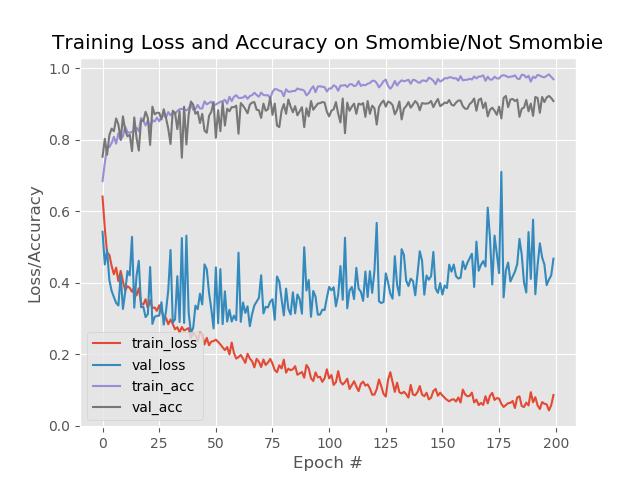 Training Loss and Accuracy on Smombie/Not Smombie
1.0
0.8
0.6
0.4
0.2
0.0
Loss/Accuracy
train_loss
val_loss
train_acc
val_acc
0 25 50 75 100 125 150 175 200
Epoch #